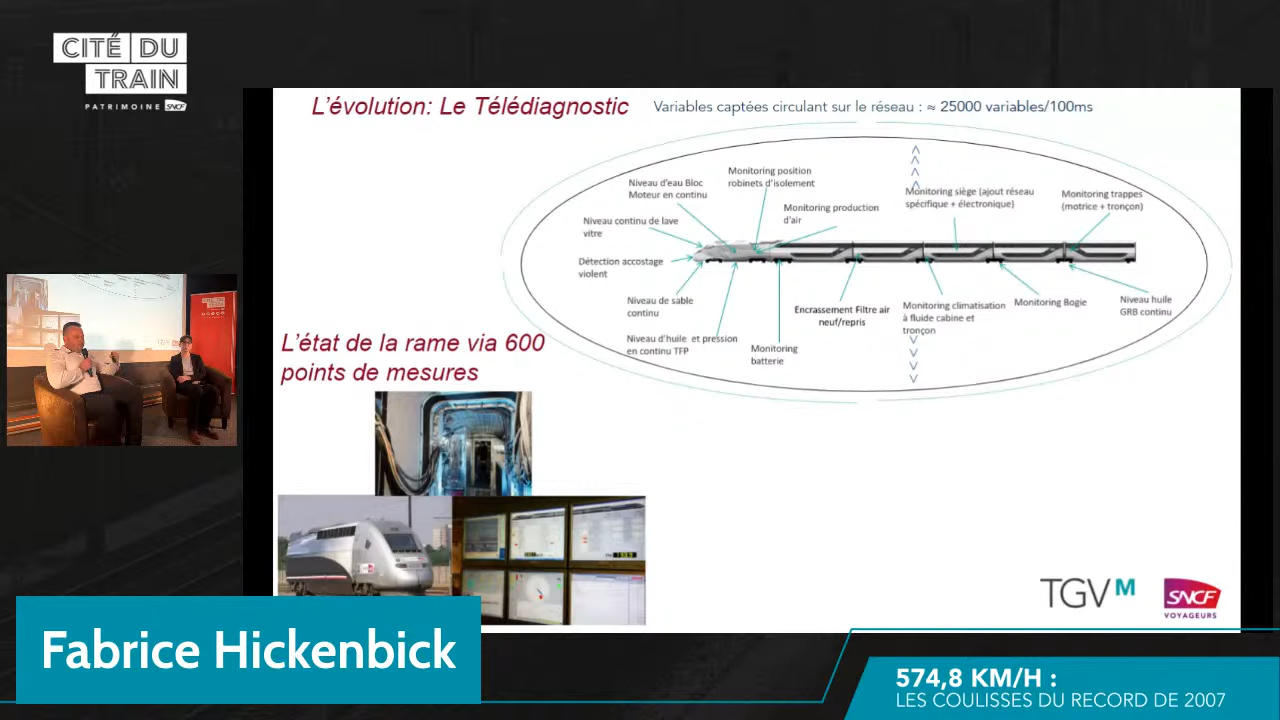 CITÉ DU
TRAIN
PATRIMOINE SNCF
L'évolution: Le Télédiagnostic
Variables captées circulant sur le réseau : ≈ 25000 variables/100ms
Niveau d'eau Bloc
Moteur en continu
Monitoring position
robinets d'isolement
Monitoring production
d'air
Monitoring siège (ajout réseau
spécifique + électronique)
Monitoring trappes
(motrice + tronçon)
Niveau continu de lave
vitre
Détection accostage
violent
Niveau de sable
continu
Niveau d'huile et pression
en continu TFP
Monitoring
batterie
Encrassement Filtre air
neuf/repris
Monitoring climatisation
à fluide cabine et
tronçon
Monitoring Bogie
Niveau huile
GRB continu
L'état de la rame via 600
points de mesures
TGV M
SNCF
VOYAGEURS
Fabrice Hickenbick
574,8 KM/H :
LES COULISSES DU RECORD DE 2007